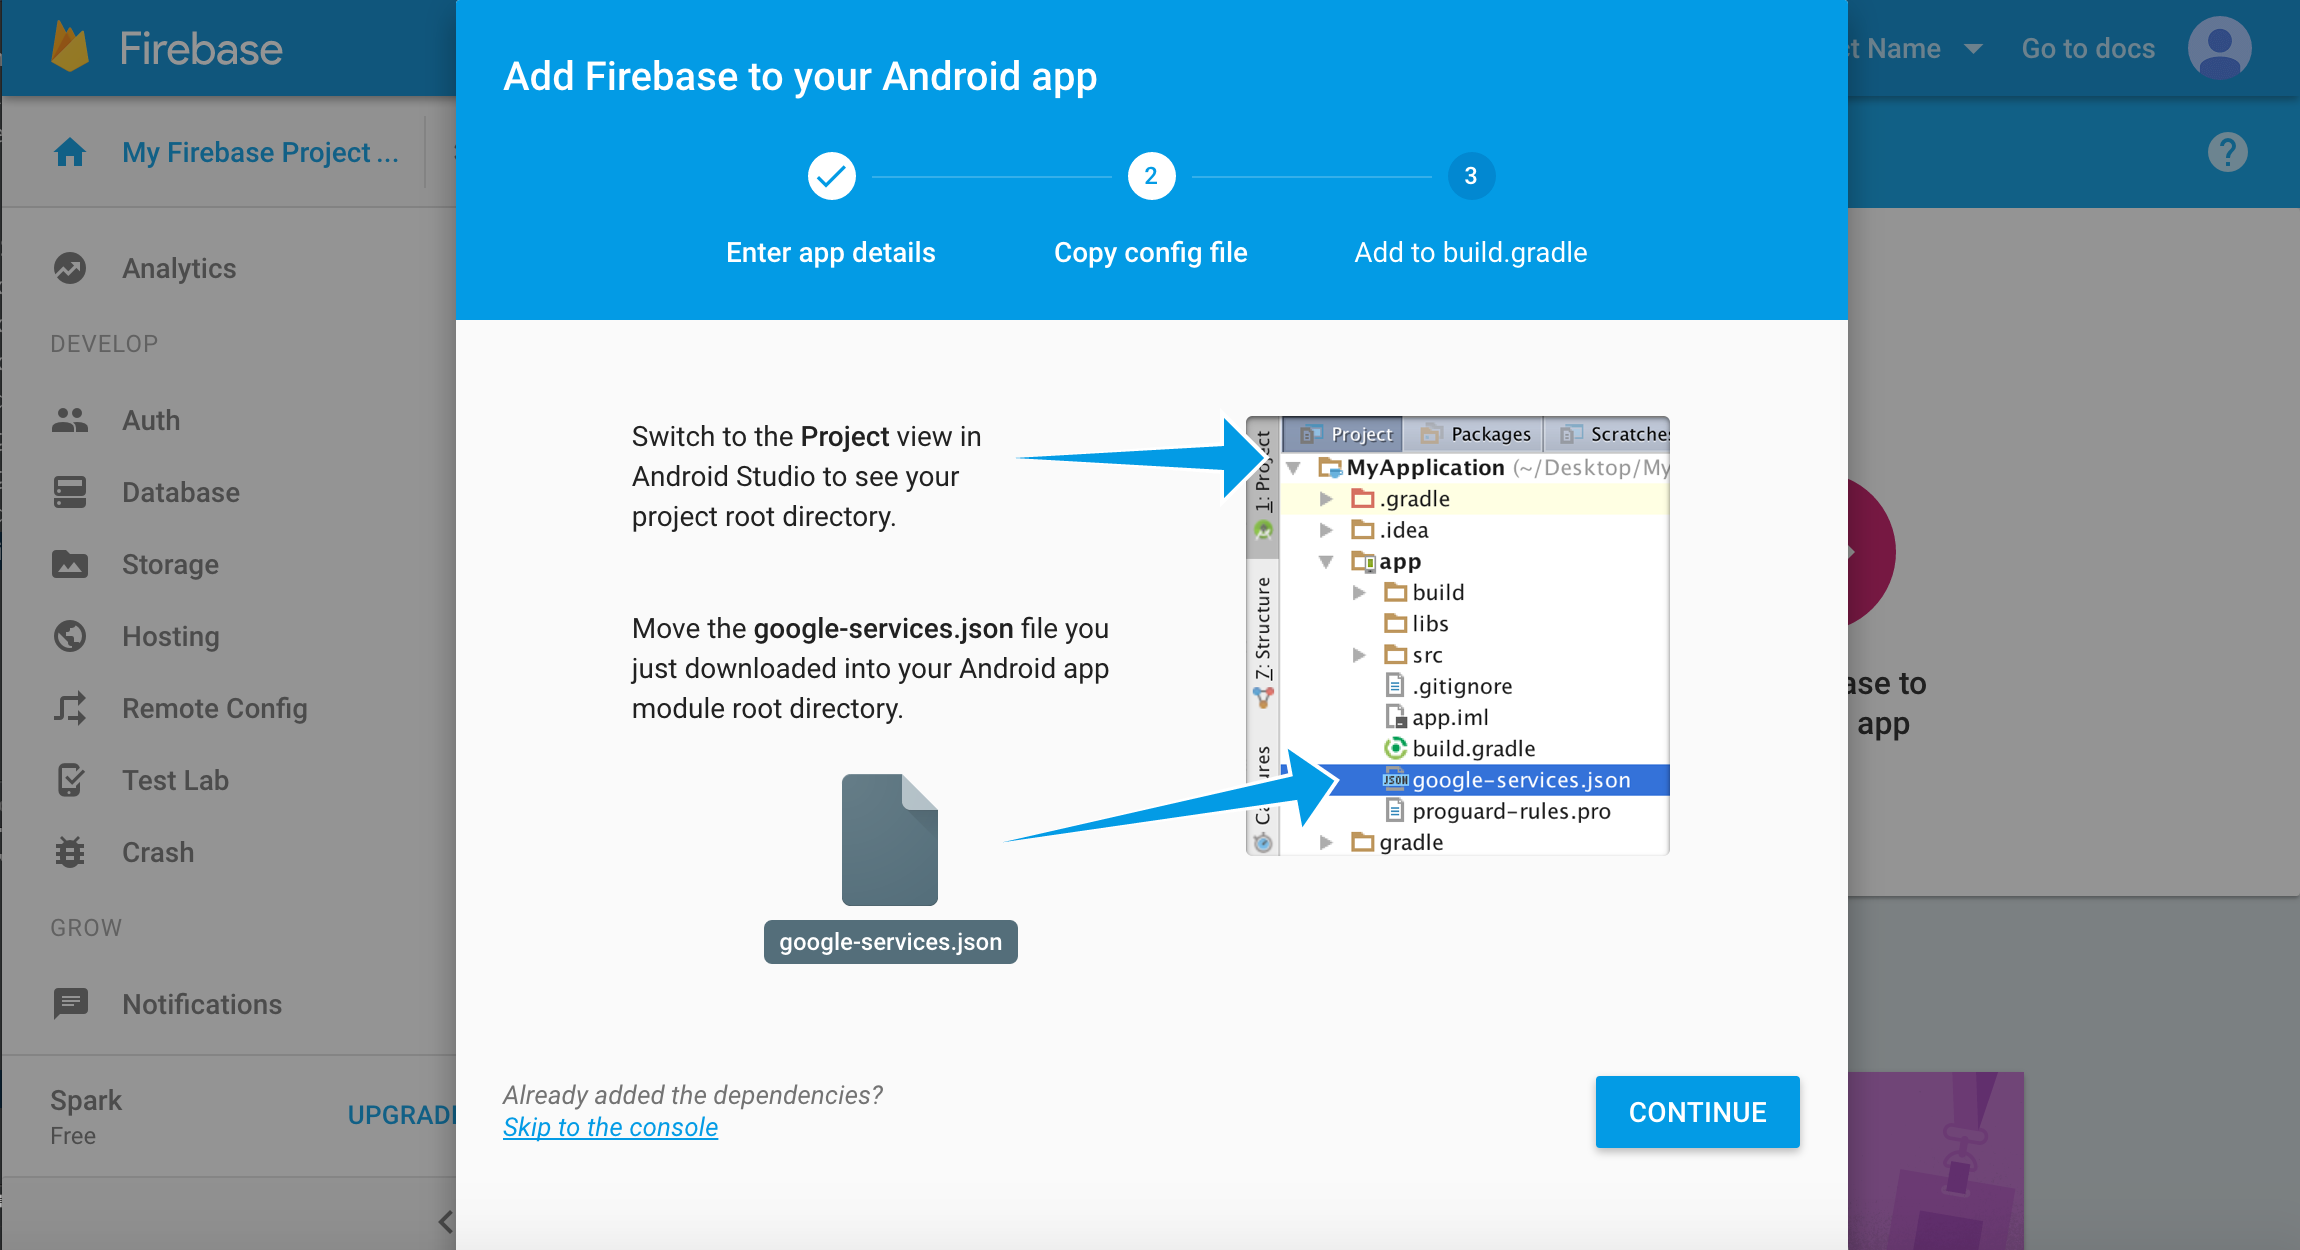 Firebase
ct Name
Go to docs
My Firebase Project ...
Analytics
DEVELOP
Auth
Database
Storage
Hosting
Remote Config
Test Lab
Crash
GROW
Notifications
Spark
Free
UPGRADE
Add Firebase to your Android app
2
3
Enter app details
Copy config file
Add to build.gradle
Switch to the Project view in
Android Studio to see your
project root directory.
Move the google-services.json file you
just downloaded into your Android app
module root directory.
google-services.json
1: Project
7: Structure
Project
Packages
Scratches
MyApplication (~/Desktop/My
.gradle
.idea
app
build
libs
src
.gitignore
app.iml
build.gradle
JSON google-services.json
proguard-rules.pro
gradle
Already added the dependencies?
Skip to the console
CONTINUE
?
ase to
app